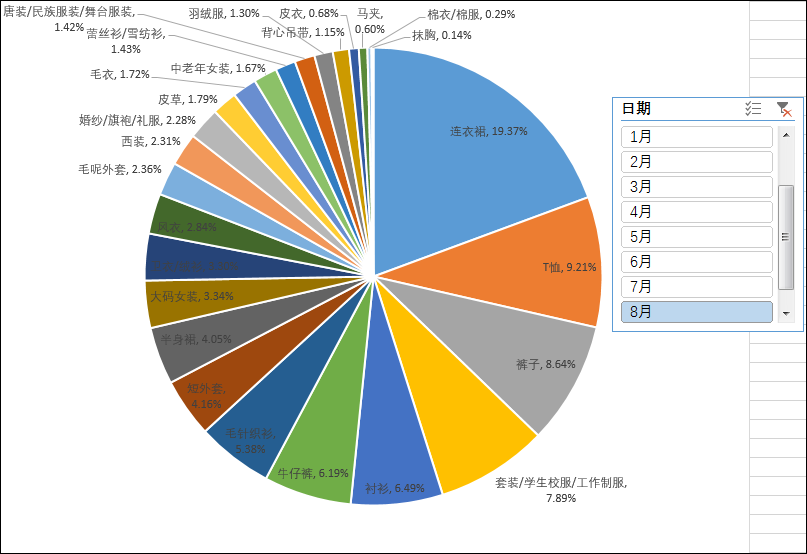 唐装/民族服装/舞台服装,
1.42%
羽绒服, 1.30%
皮衣, 0.68%
马夹,
0.60%
棉衣/棉服, 0.29%
抹胸, 0.14%
蕾丝衫/雪纺衫,
1.43%
背心吊带, 1.15%
毛衣, 1.72%
中老年女装, 1.67%
皮草, 1.79%
婚纱/旗袍/礼服, 2.28%
西装, 2.31%
毛呢外套, 2.36%
风衣, 2.84%
大码女装, 3.34%
半身裙, 4.05%
短外套,
4.16%
毛针织衫,
5.38%
牛仔裤, 6.19%
衬衫, 6.49%
套装/学生校服/工作制服,
7.89%
裤子, 8.64%
T恤, 9.21%
连衣裙, 19.37%
日期
1月
2月
3月
4月
5月
6月
7月
8月